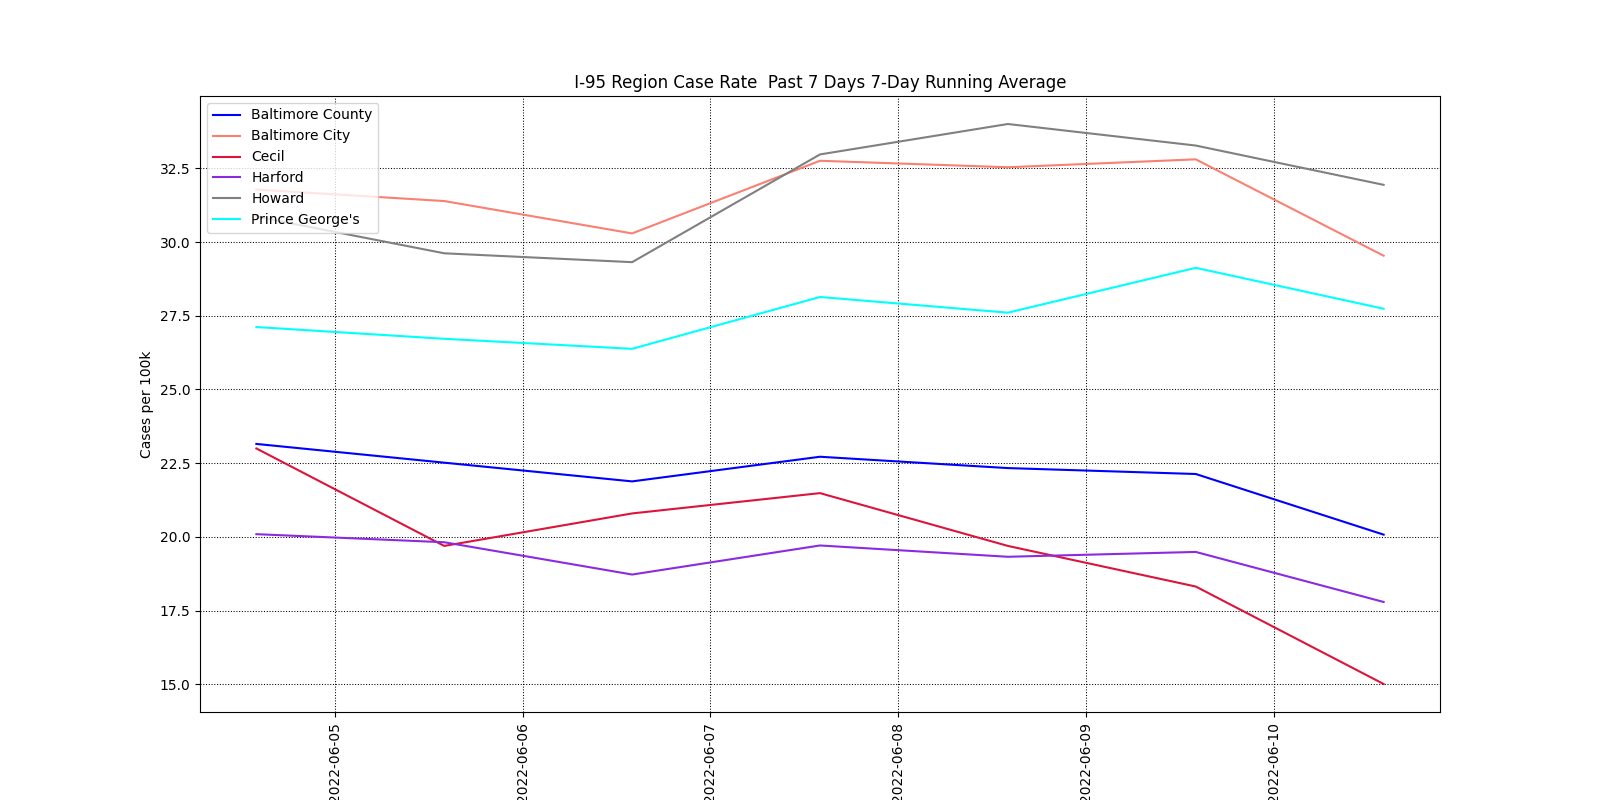 I-95 Region Case Rate  Past 7 Days 7-Day Running Average
Baltimore County
Baltimore City
Cecil
Harford
Howard
Prince George's
Cases per 100k
32.5
30.0
27.5
25.0
22.5
20.0
17.5
15.0
2022-06-05
2022-06-06
2022-06-07
2022-06-08
2022-06-09
2022-06-10